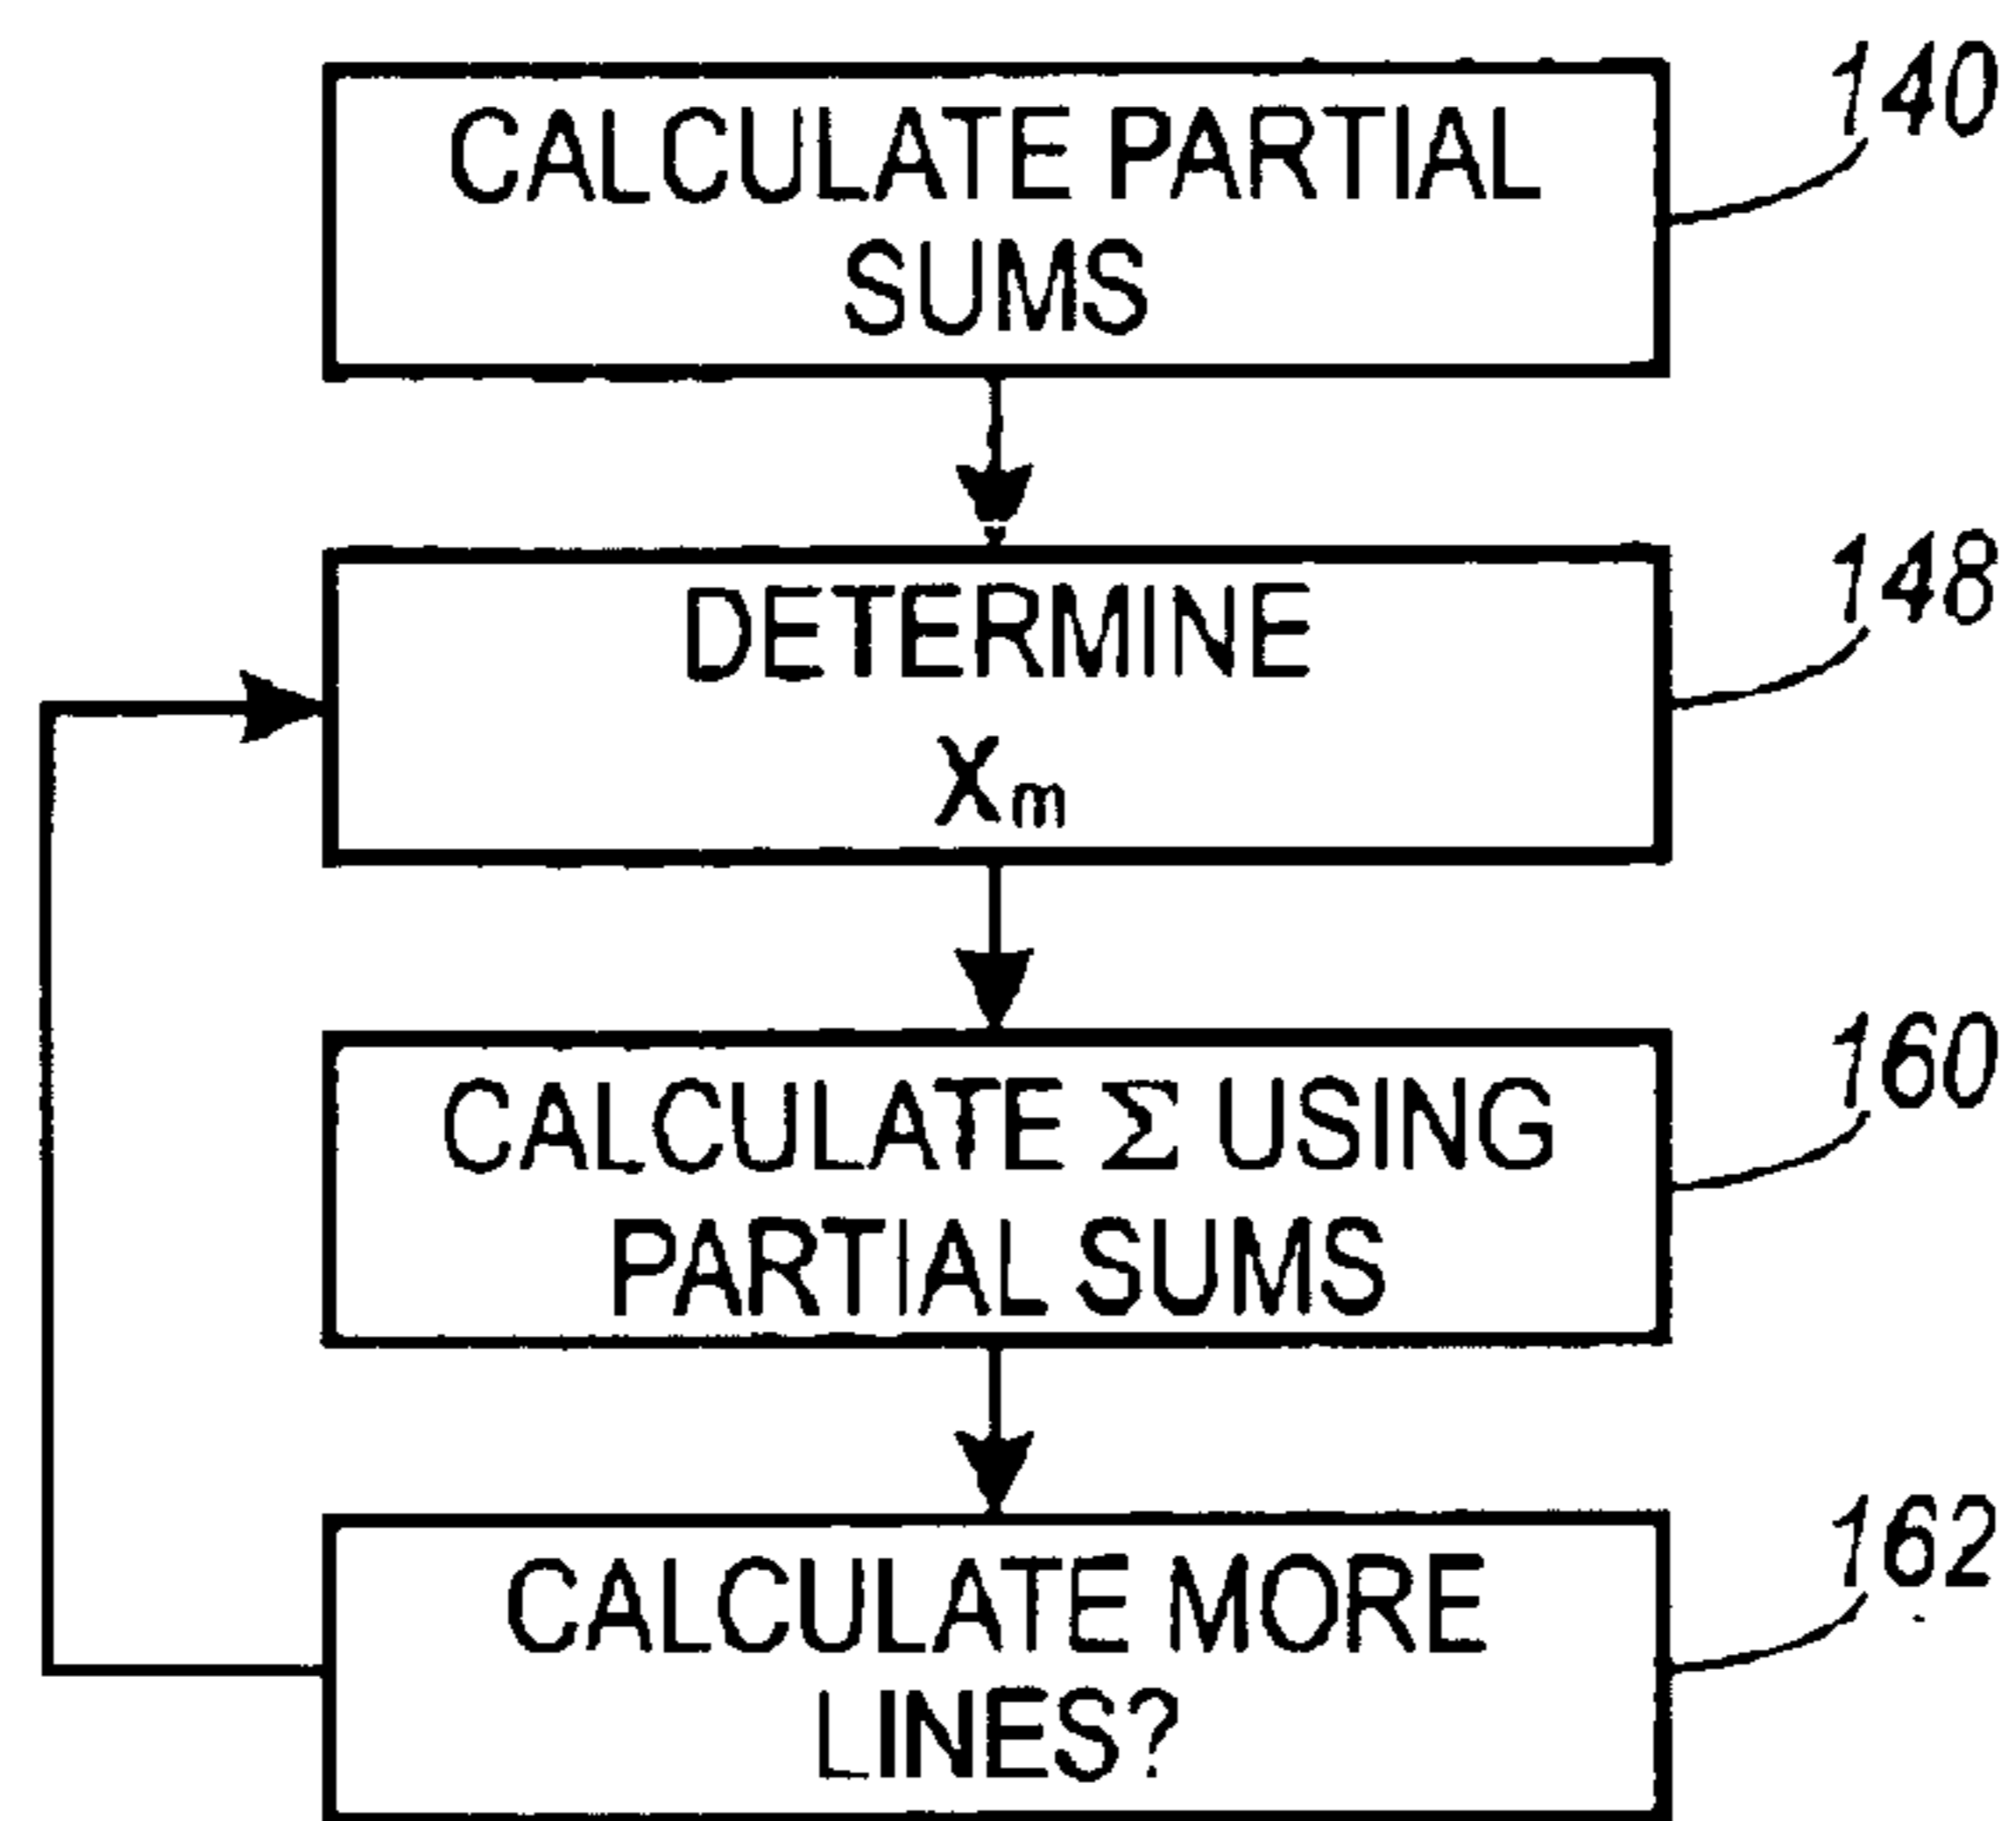 CALCULATE PARTIAL
SUMS
140
DETERMINE
Xm
148
CALCULATE Σ USING
PARTIAL SUMS
160
CALCULATE MORE
LINES?
162